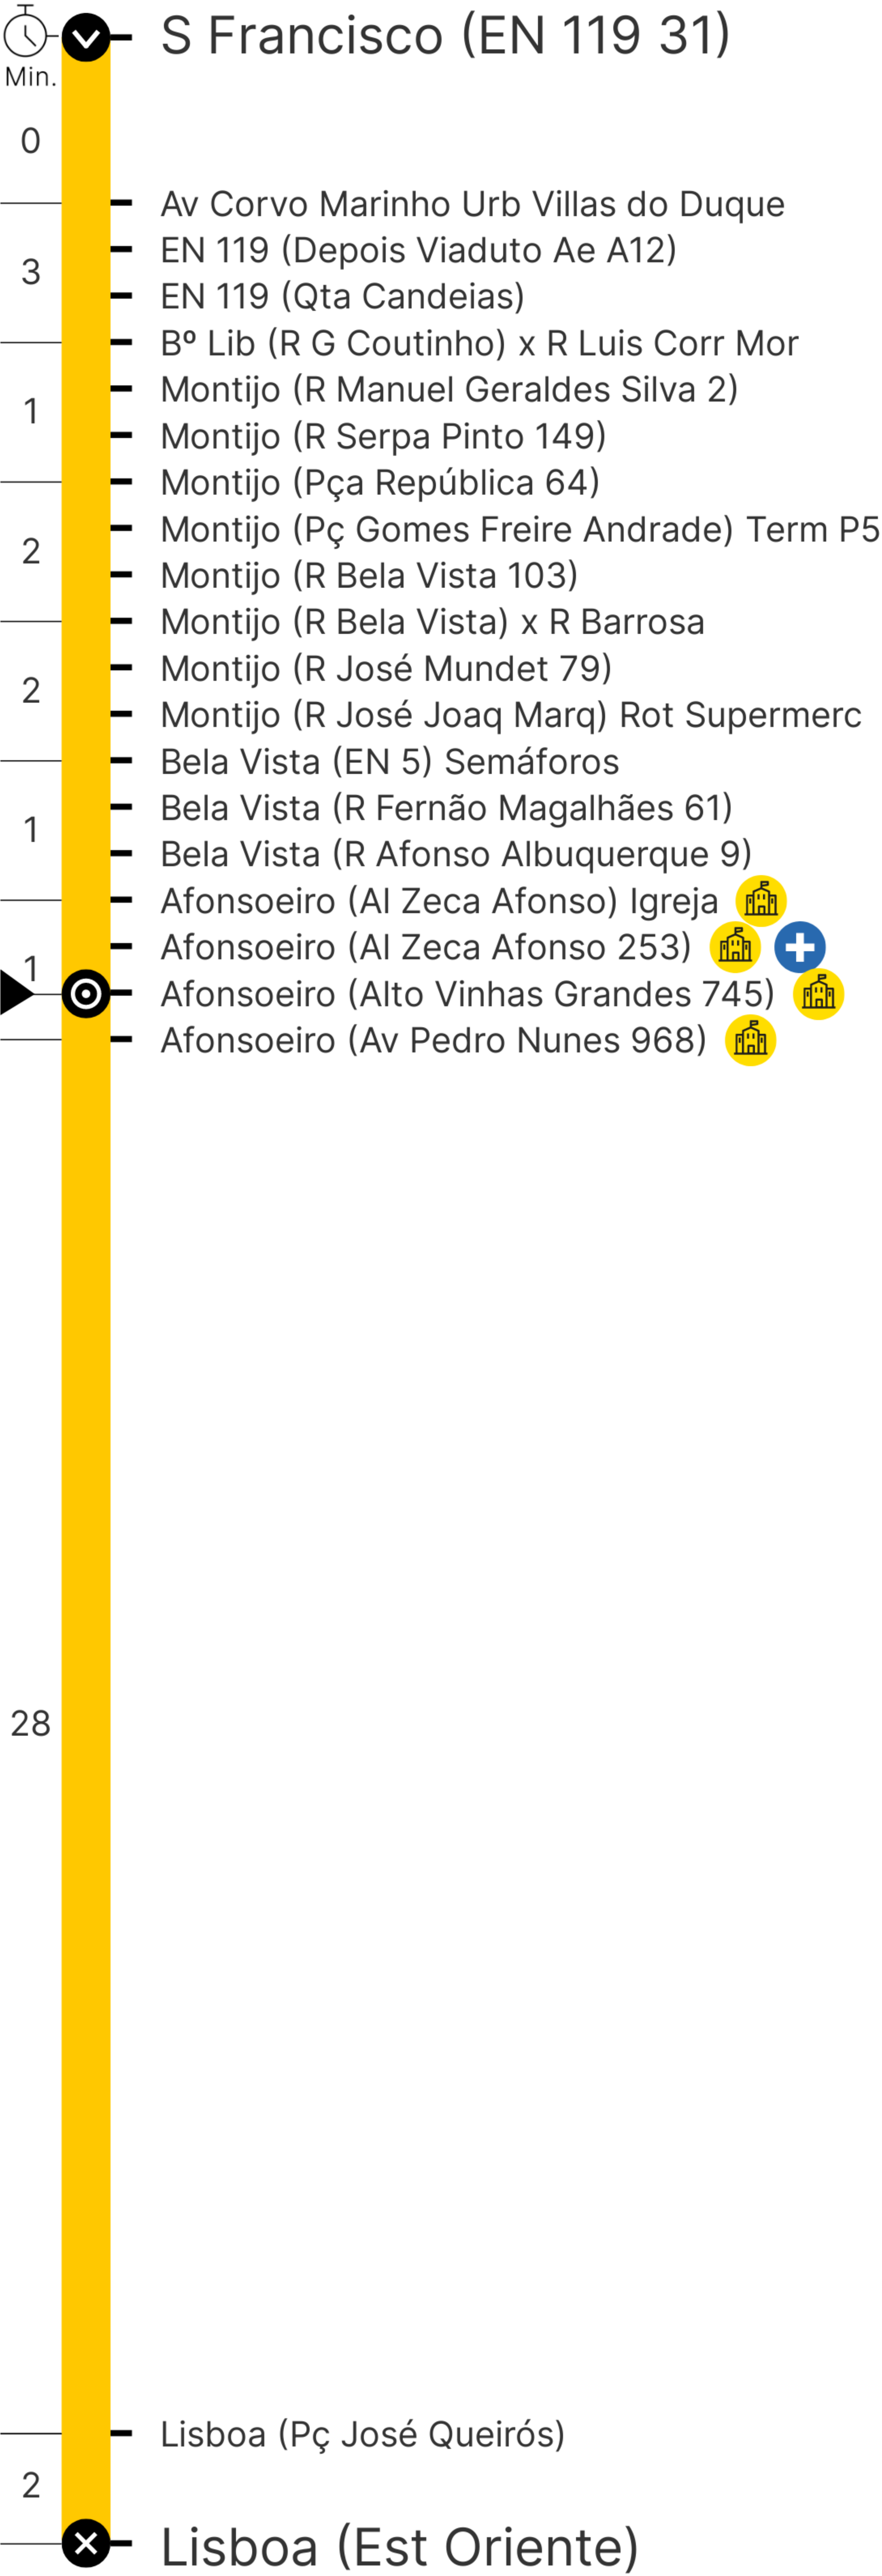 S Francisco (EN 119 31)
Min.
0
Av Corvo Marinho Urb Villas do Duque
EN 119 (Depois Viaduto Ae A12)
3
EN 119 (Qta Candeias)
Bº Lib (R G Coutinho) x R Luis Corr Mor
Montijo (R Manuel Geraldes Silva 2)
1
Montijo (R Serpa Pinto 149)
Montijo (Pça República 64)
Montijo (Pç Gomes Freire Andrade) Term P5
2
Montijo (R Bela Vista 103)
Montijo (R Bela Vista) x R Barrosa
Montijo (R José Mundet 79)
2
Montijo (R José Joaq Marq) Rot Supermerc
Bela Vista (EN 5) Semáforos
Bela Vista (R Fernão Magalhães 61)
1
Bela Vista (R Afonso Albuquerque 9)
Afonsoeiro (Al Zeca Afonso) Igreja
Afonsoeiro (Al Zeca Afonso 253)
1
Afonsoeiro (Alto Vinhas Grandes 745)
Afonsoeiro (Av Pedro Nunes 968)
28
Lisboa (Pç José Queirós)
2
Lisboa (Est Oriente)